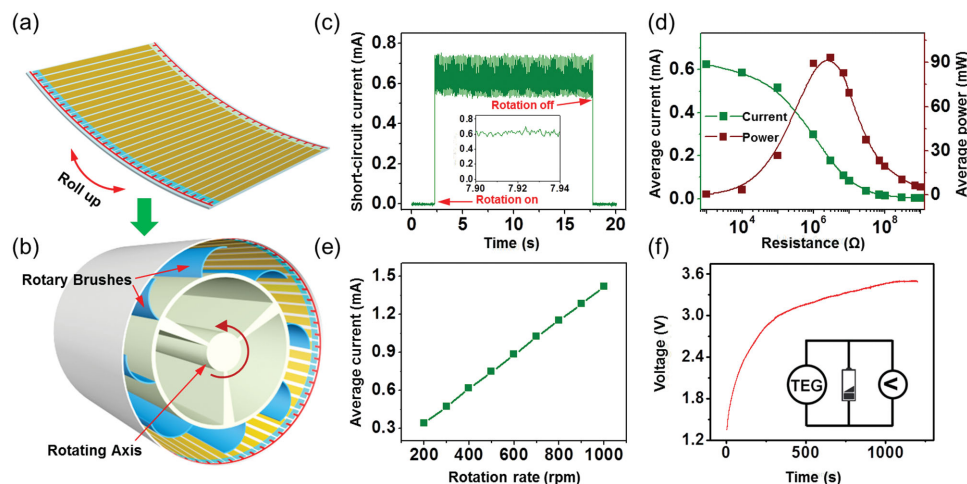 (a)
Roll up
(b)
Rotary Brushes
Rotating Axis
(c)
Short-circuit current (mA)
0.8
0.6
0.4
0.2
0.0
Rotation off
0.8
0.6
0.4
0.2
0.0
7.90 7.92 7.94
Rotation on
0 5 10 15 20
Time (s)
(d)
Average current (mA)
0.6
0.4
0.2
0.0
Current
Power
90
60
30
0
Average power (mW)
10⁴ 10⁶ 10⁸
Resistance (Ω)
(e)
Average current (mA)
1.5
1.2
0.9
0.6
0.3
200 400 600 800 1000
Rotation rate (rpm)
(f)
Voltage (V)
3.6
3.0
2.4
1.8
1.2
TEG
V
0 500 1000
Time (s)